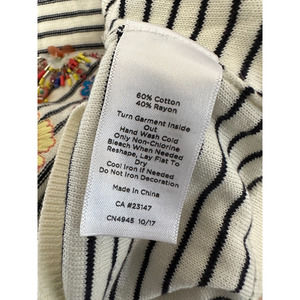 60% Cotton
40% Rayon
Turn Garment Inside
Out
Hand Wash Cold
Only Non-Chlorine
Bleach When Needed
Reshape, Lay Flat To
Dry
Cool Iron If Needed
Do Not Iron Decoration
Made In China
CA #23147
CN4945 10/17